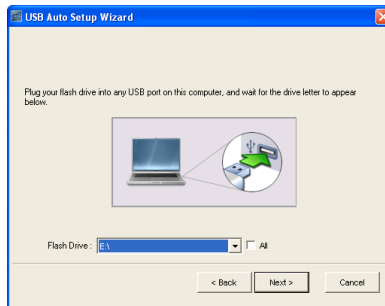 USB Auto Setup Wizard
Plug your flash drive into any USB port on this computer, and wait for the drive letter to appear
below.
Flash Drive : E:\ All
< Back Next > Cancel